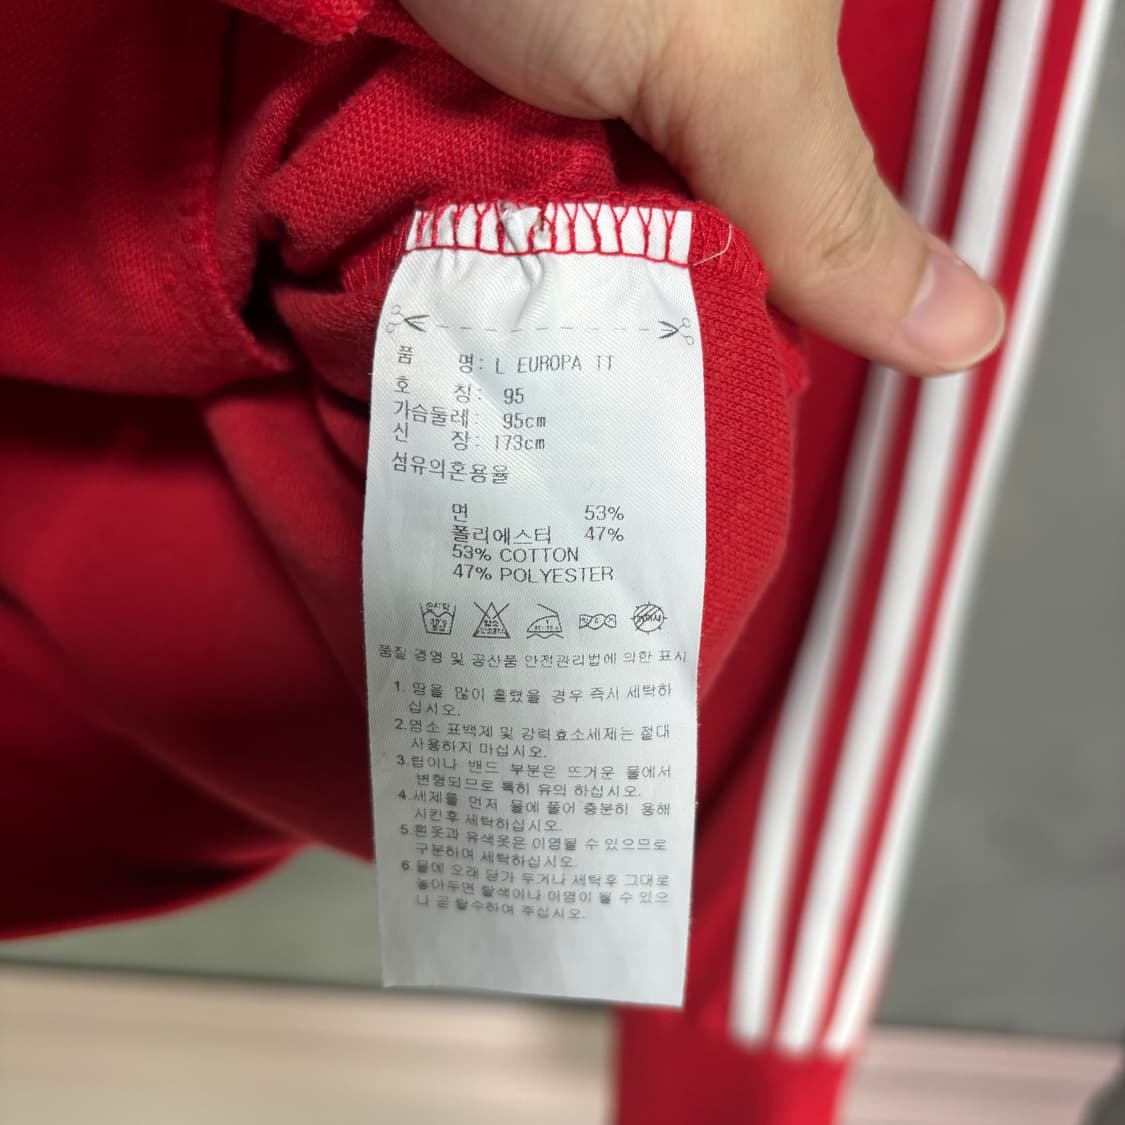 품 명: L EUROPA TT
호 칭: 95
가슴둘레: 95cm
신 장: 173cm
섬유의혼용율
면 53%
폴리에스터 47%
53% COTTON
47% POLYESTER
품질 경영 및 공산품 안전관리법에 의한 표시
1. 땀을 많이 흘렸을 경우 즉시 세탁하
십시오.
2.염소 표백제 및 강력효소세제는 절대
사용하지 마십시오.
3.립이나 밴드 부분은 뜨거운 물에서
변형되므로 특히 유의 하십시오.
4.세제를 먼저 물에 풀어 충분히 용해
시킨후 세탁하십시오.
5.흰옷과 유색옷은 이염될 수 있으므로
구분하여 세탁하십시오.
6.물에 오래 담가 두거나 세탁후 그대로
놓아두면 탈색이나 이염이 될 수 있으
니 곧 탈수하여 주십시오.